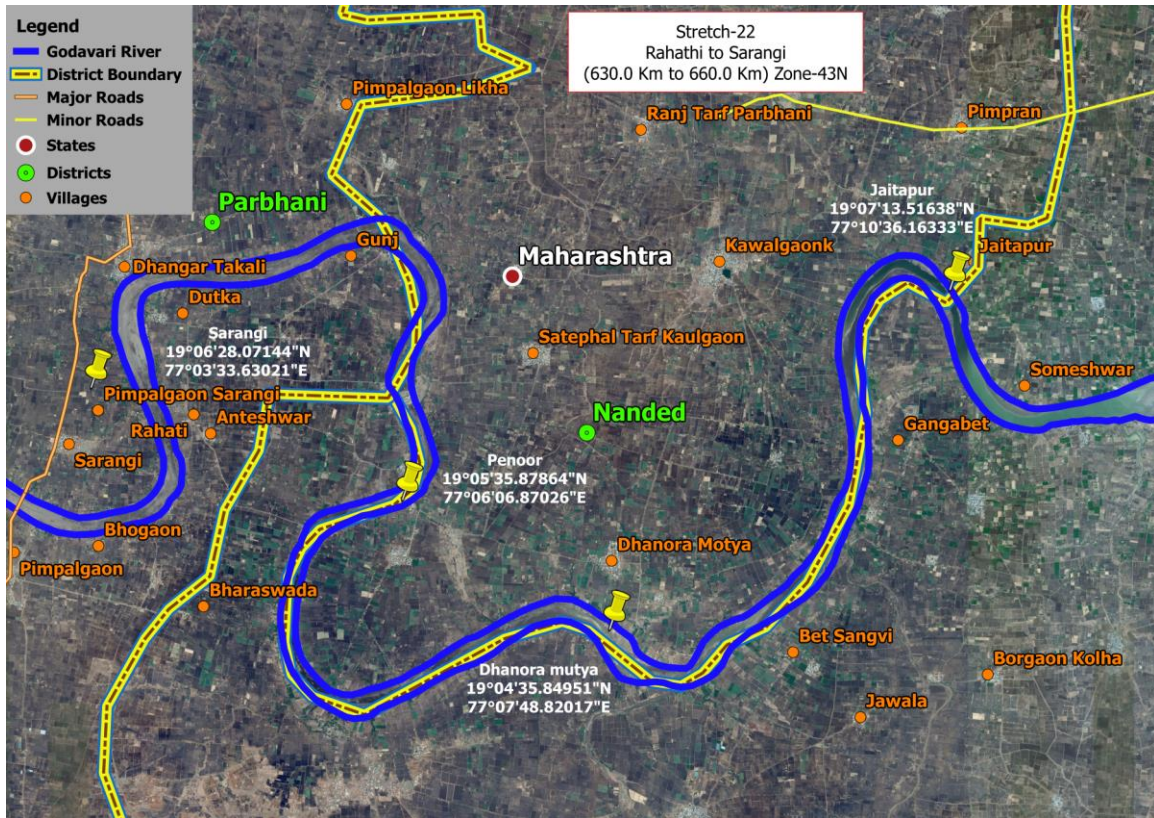 Legend
Godavari River
District Boundary
Major Roads
Minor Roads
States
Districts
Villages
Stretch-22
Rahathi to Sarangi
(630.0 Km to 660.0 Km) Zone-43N
Pimpalgaon Likha
Ranj Tarf Parbhani
Pimpran
Parbhani
Jaitapur
19°07'13.51638"N
77°10'36.16333"E
Gunj
Maharashtra
Kawalgaonk
Jaitapur
Dhangar Takali
Dutka
Sarangi
19°06'28.07144"N
77°03'33.63021"E
Satephal Tarf Kaulgaon
Someshwar
Pimpalgaon Sarangi
Nanded
Rahati
Anteshwar
Gangabet
Sarangi
Penoor
19°05'35.87864"N
77°06'06.87026"E
Bhogaon
Dhanora Motya
Pimpalgaon
Bharaswada
Bet Sangvi
Borgaon Kolha
Dhanora mutya
19°04'35.84951"N
77°07'48.82017"E
Jawala